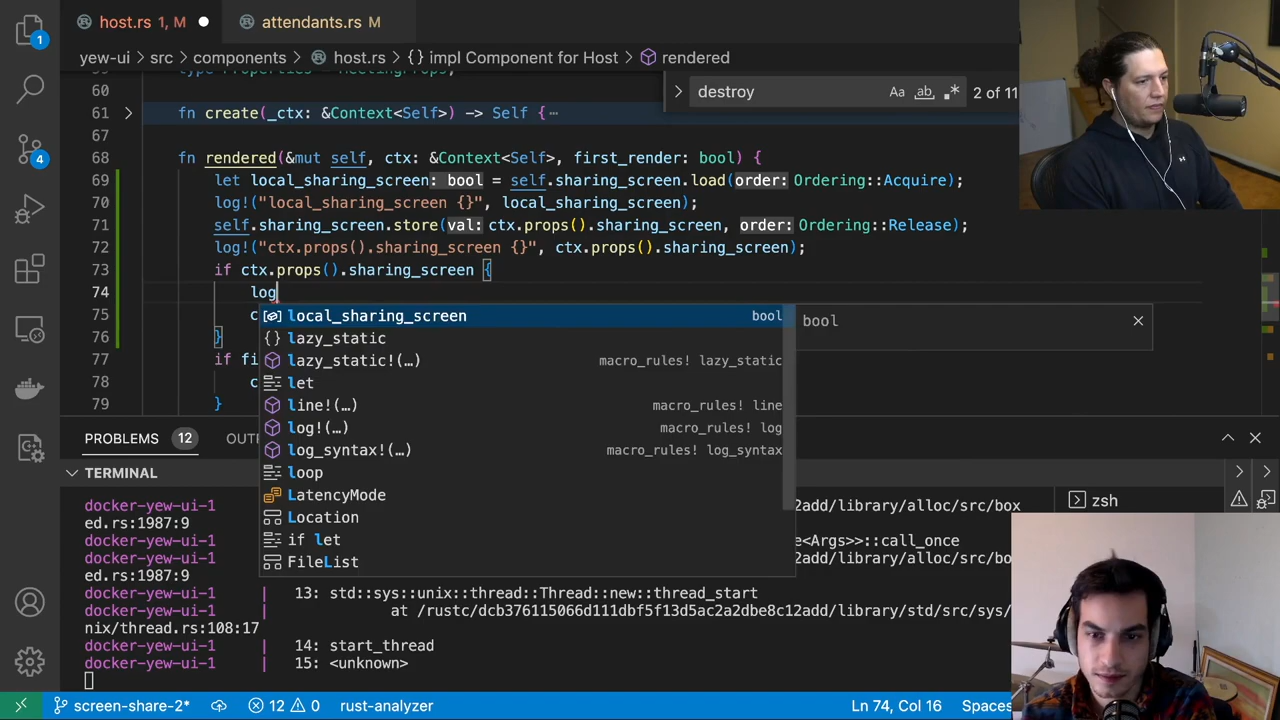 host.rs 1, M
attendants.rs M
yew-ui > src > components > host.rs > {} impl Component for Host > rendered
destroy
Aa ab .* 2 of 11
60
61 fn create(_ctx: &Context<Self>) -> Self {
67
68 fn rendered(&mut self, ctx: &Context<Self>, first_render: bool) {
69 let local_sharing_screen: bool = self.sharing_screen.load(order: Ordering::Acquire);
70 log!("local_sharing_screen {}", local_sharing_screen);
71 self.sharing_screen.store(val: ctx.props().sharing_screen, order: Ordering::Release);
72 log!("ctx.props().sharing_screen {}", ctx.props().sharing_screen);
73 if ctx.props().sharing_screen {
74 log
local_sharing_screen bool
bool
75 c
{} lazy_static
76 }
lazy_static!(…) macro_rules! lazy_static
77 if fi
let
78 c
line!(…) macro_rules! line
79 }
log!(…) macro_rules! log
log_syntax!(…) macro_rules! log_syntax
loop
LatencyMode
Location
if let
FileList
1
4
PROBLEMS 12 OUT
TERMINAL
zsh
docker-yew-ui-1 2add/library/alloc/src/box
ed.rs:1987:9
docker-yew-ui-1 e<Args>>::call_once
docker-yew-ui-1 2add/library/alloc/src/bo
ed.rs:1987:9
docker-yew-ui-1 | 13: std::sys::unix::thread::Thread::new::thread_start
docker-yew-ui-1 | at /rustc/dcb376115066d111dbf5f13d5ac2a2dbe8c12add/library/std/src/sys/
nix/thread.rs:108:17
docker-yew-ui-1 | 14: start_thread
docker-yew-ui-1 | 15: <unknown>
screen-share-2* 12 0 rust-analyzer Ln 74, Col 16 Spaces